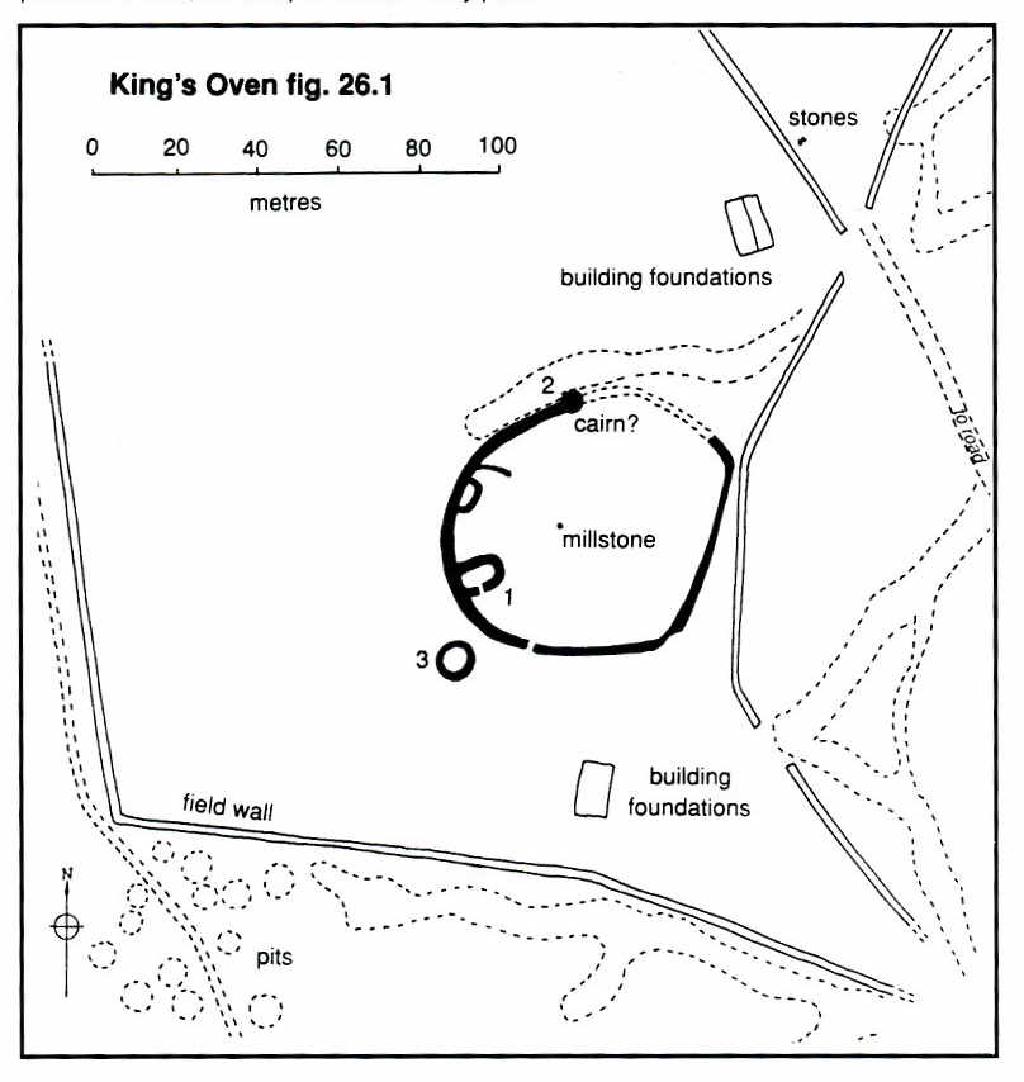 King's Oven fig. 26.1
0 20 40 60 80 100
metres
stones
building foundations
To road
2
cairn?
millstone
1
3
building
foundations
field wall
N
pits